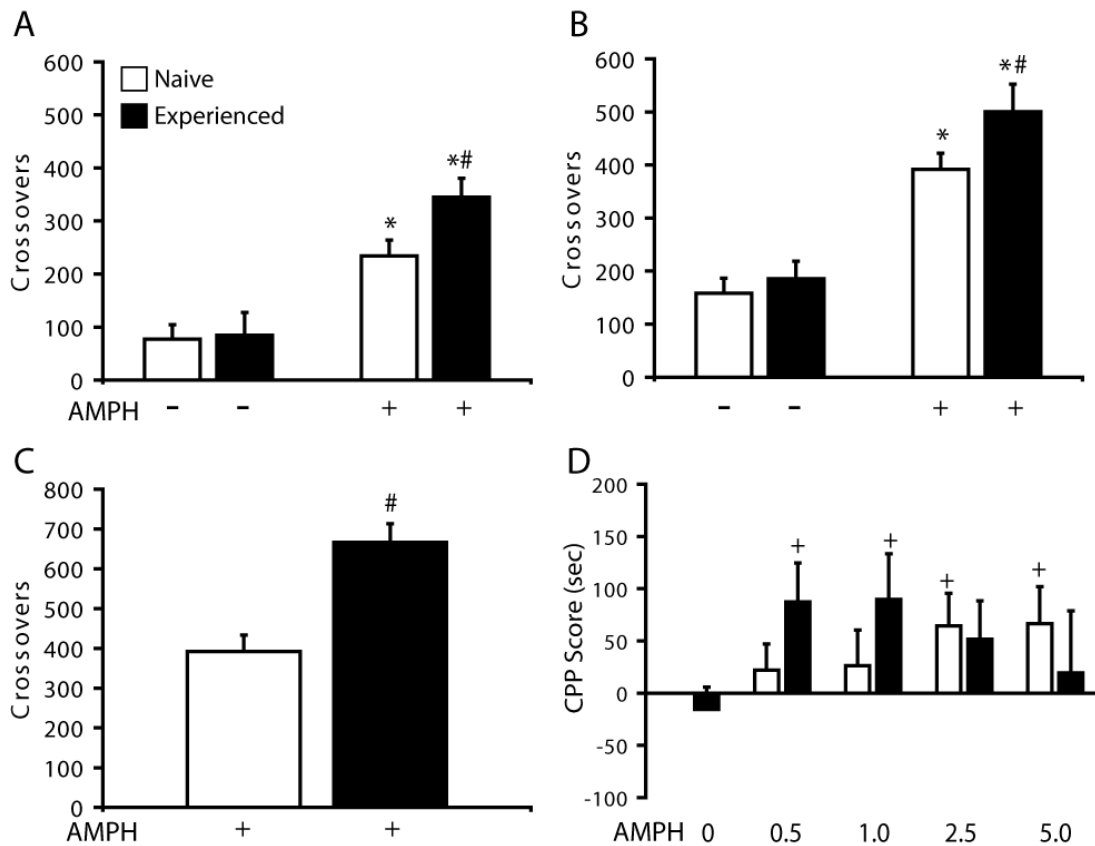 A
600
500
400
300
200
100
0
Crossovers
Naive
Experienced
*
*#
AMPH - - + +
B
600
500
400
300
200
100
0
Crossovers
*
*#
- - + +
C
800
700
600
500
400
300
200
100
0
Crossovers
#
AMPH + +
D
200
150
100
50
0
-50
-100
CPP Score (sec)
+
+
+
+
AMPH 0 0.5 1.0 2.5 5.0